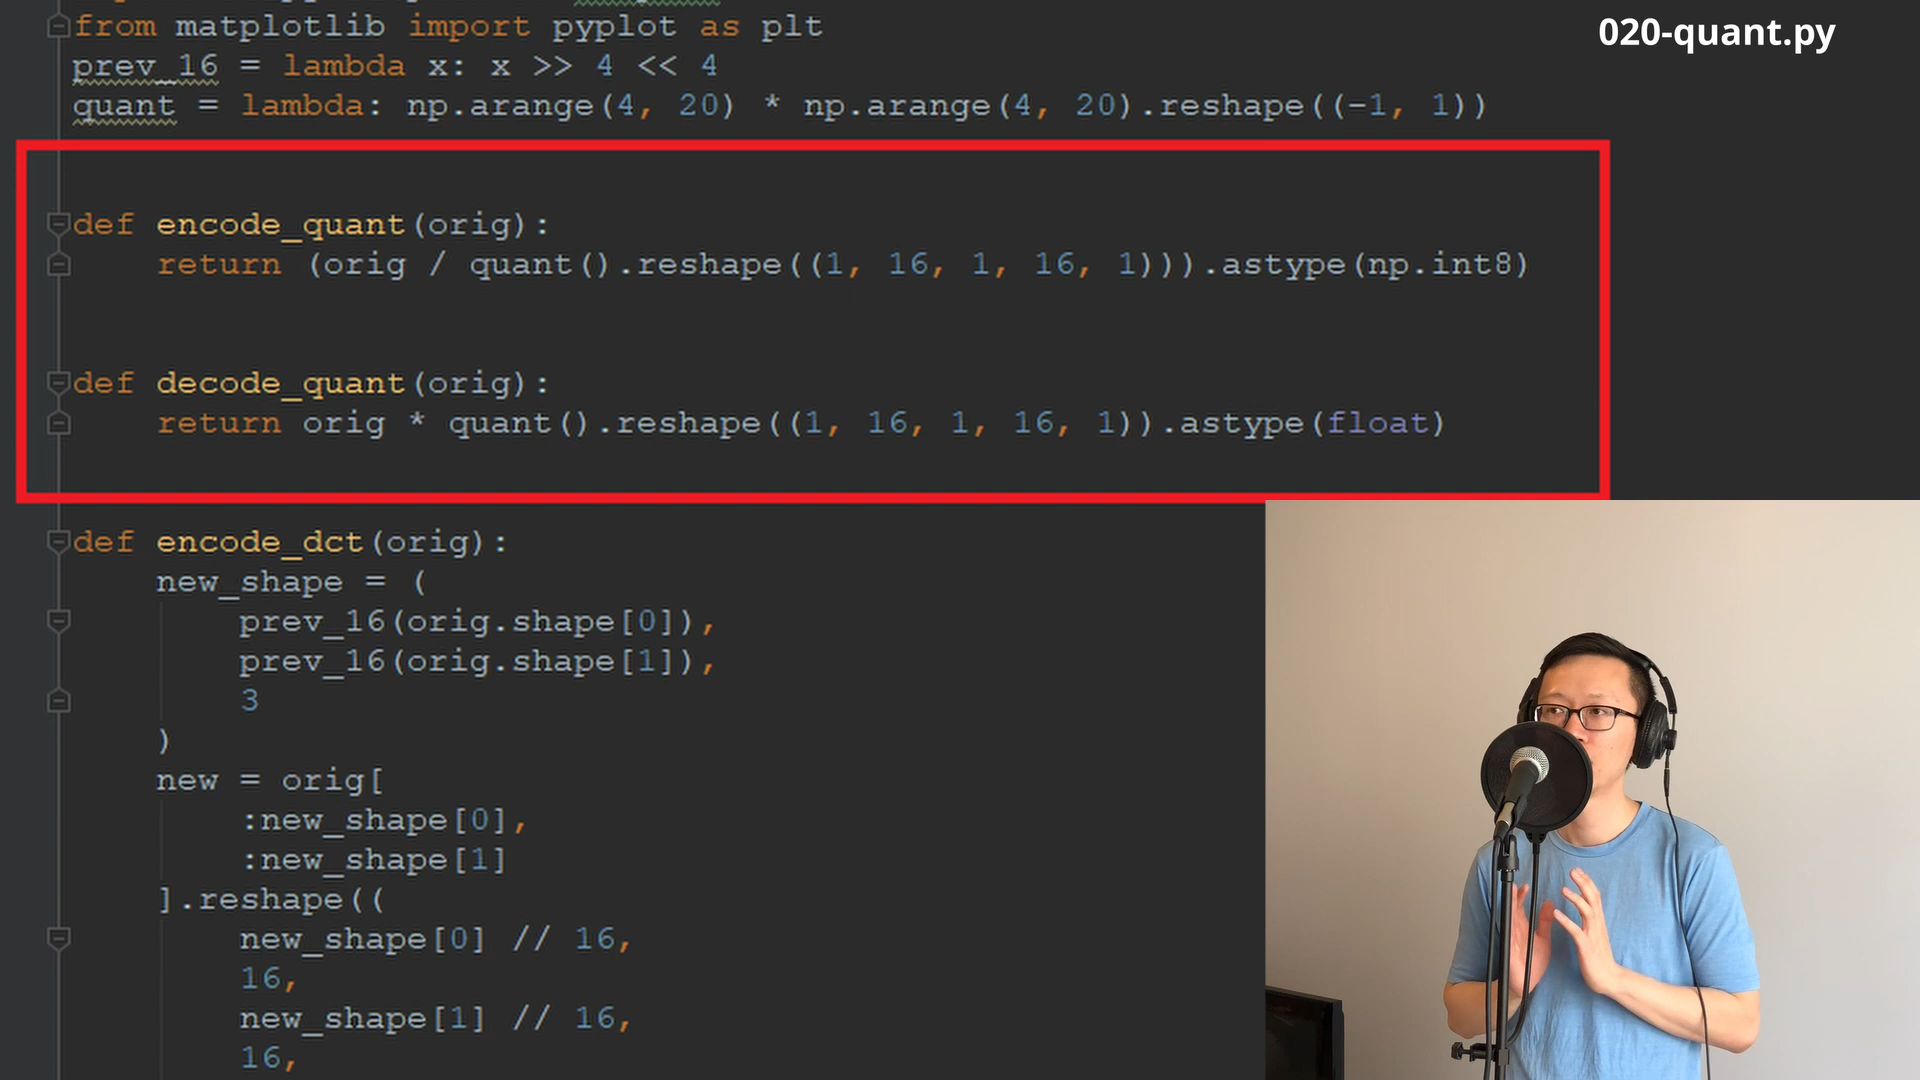 020-quant.py
from matplotlib import pyplot as plt
prev_16 = lambda x: x >> 4 << 4
quant = lambda: np.arange(4, 20) * np.arange(4, 20).reshape((-1, 1))
def encode_quant(orig):
return (orig / quant().reshape((1, 16, 1, 16, 1))).astype(np.int8)
def decode_quant(orig):
return orig * quant().reshape((1, 16, 1, 16, 1)).astype(float)
def encode_dct(orig):
new_shape = (
prev_16(orig.shape[0]),
prev_16(orig.shape[1]),
3
)
new = orig[
:new_shape[0],
:new_shape[1]
].reshape((
new_shape[0] // 16,
16,
new_shape[1] // 16,
16,